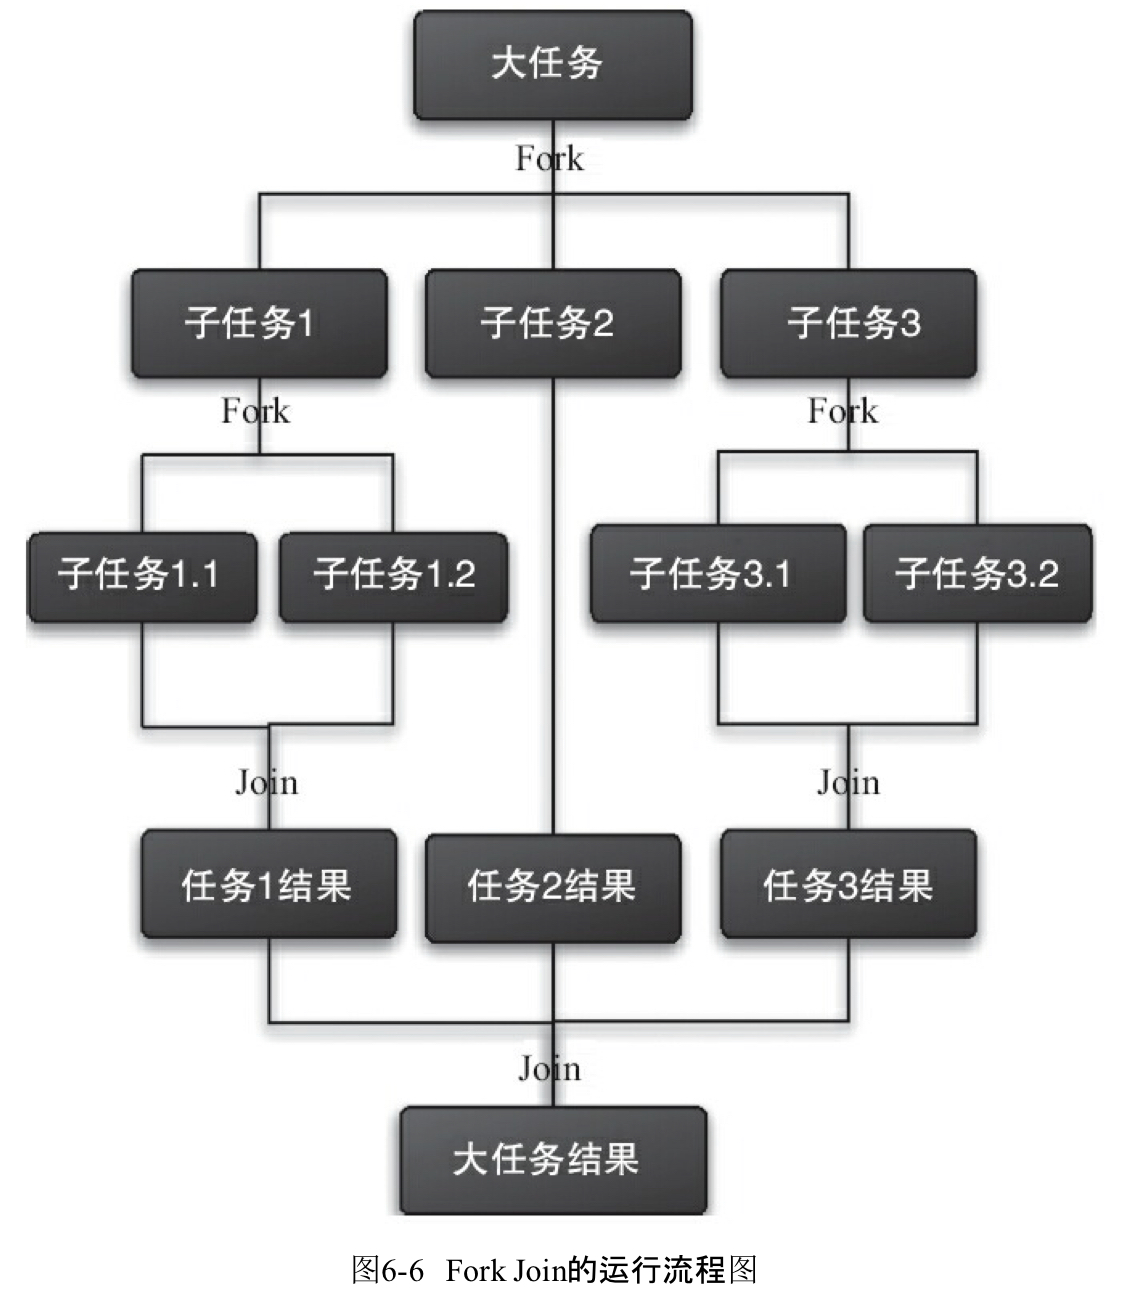 大任务
Fork
子任务1 子任务2 子任务3
Fork Fork
子任务1.1 子任务1.2 子任务3.1 子任务3.2
Join Join
任务1结果 任务2结果 任务3结果
Join
大任务结果
图6-6 Fork Join的运行流程图